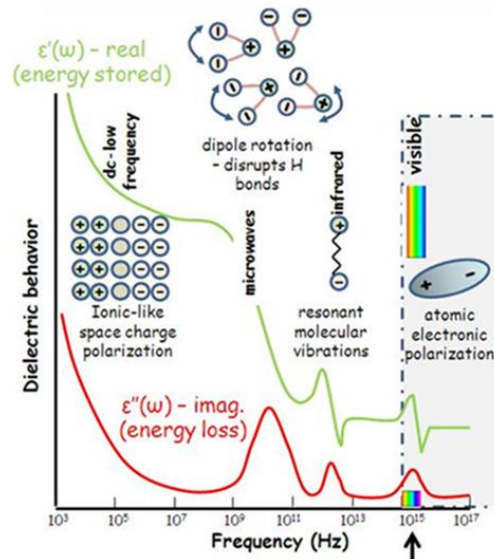 ε'(ω) – real
(energy stored)
dc-low
frequency
dipole rotation
– disrupts H
bonds
microwaves
infrared
visible
Ionic-like
space charge
polarization
resonant
molecular
vibrations
atomic
electronic
polarization
ε''(ω) – imag.
(energy loss)
Dielectric behavior
10³ 10⁵ 10⁷ 10⁹ 10¹¹ 10¹³ 10¹⁵ 10¹⁷
Frequency (Hz)